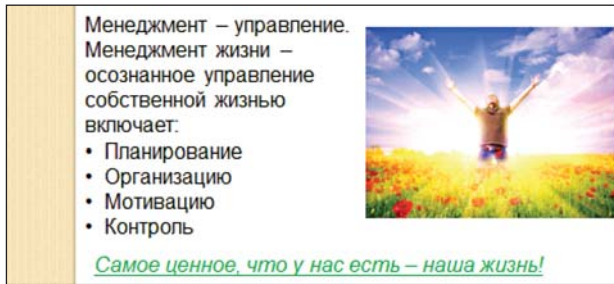 Менеджмент – управление.
Менеджмент жизни –
осознанное управление
собственной жизнью
включает:
• Планирование
• Организацию
• Мотивацию
• Контроль
Самое ценное, что у нас есть – наша жизнь!